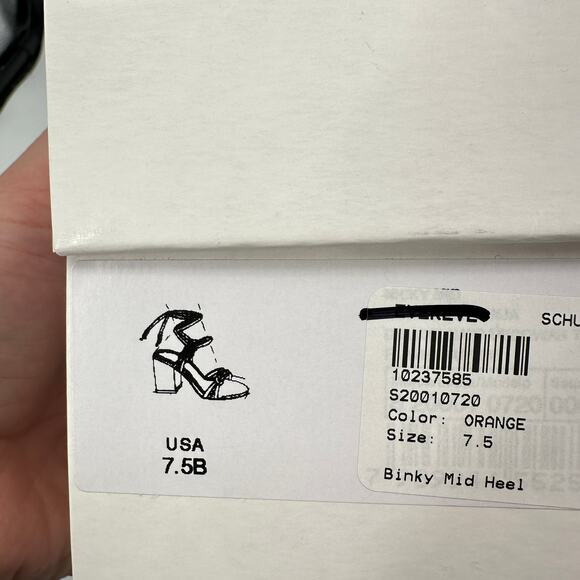 SCHU
10237585
S20010720
Color: ORANGE
Size: 7.5
Binky Mid Heel
USA
7.5B